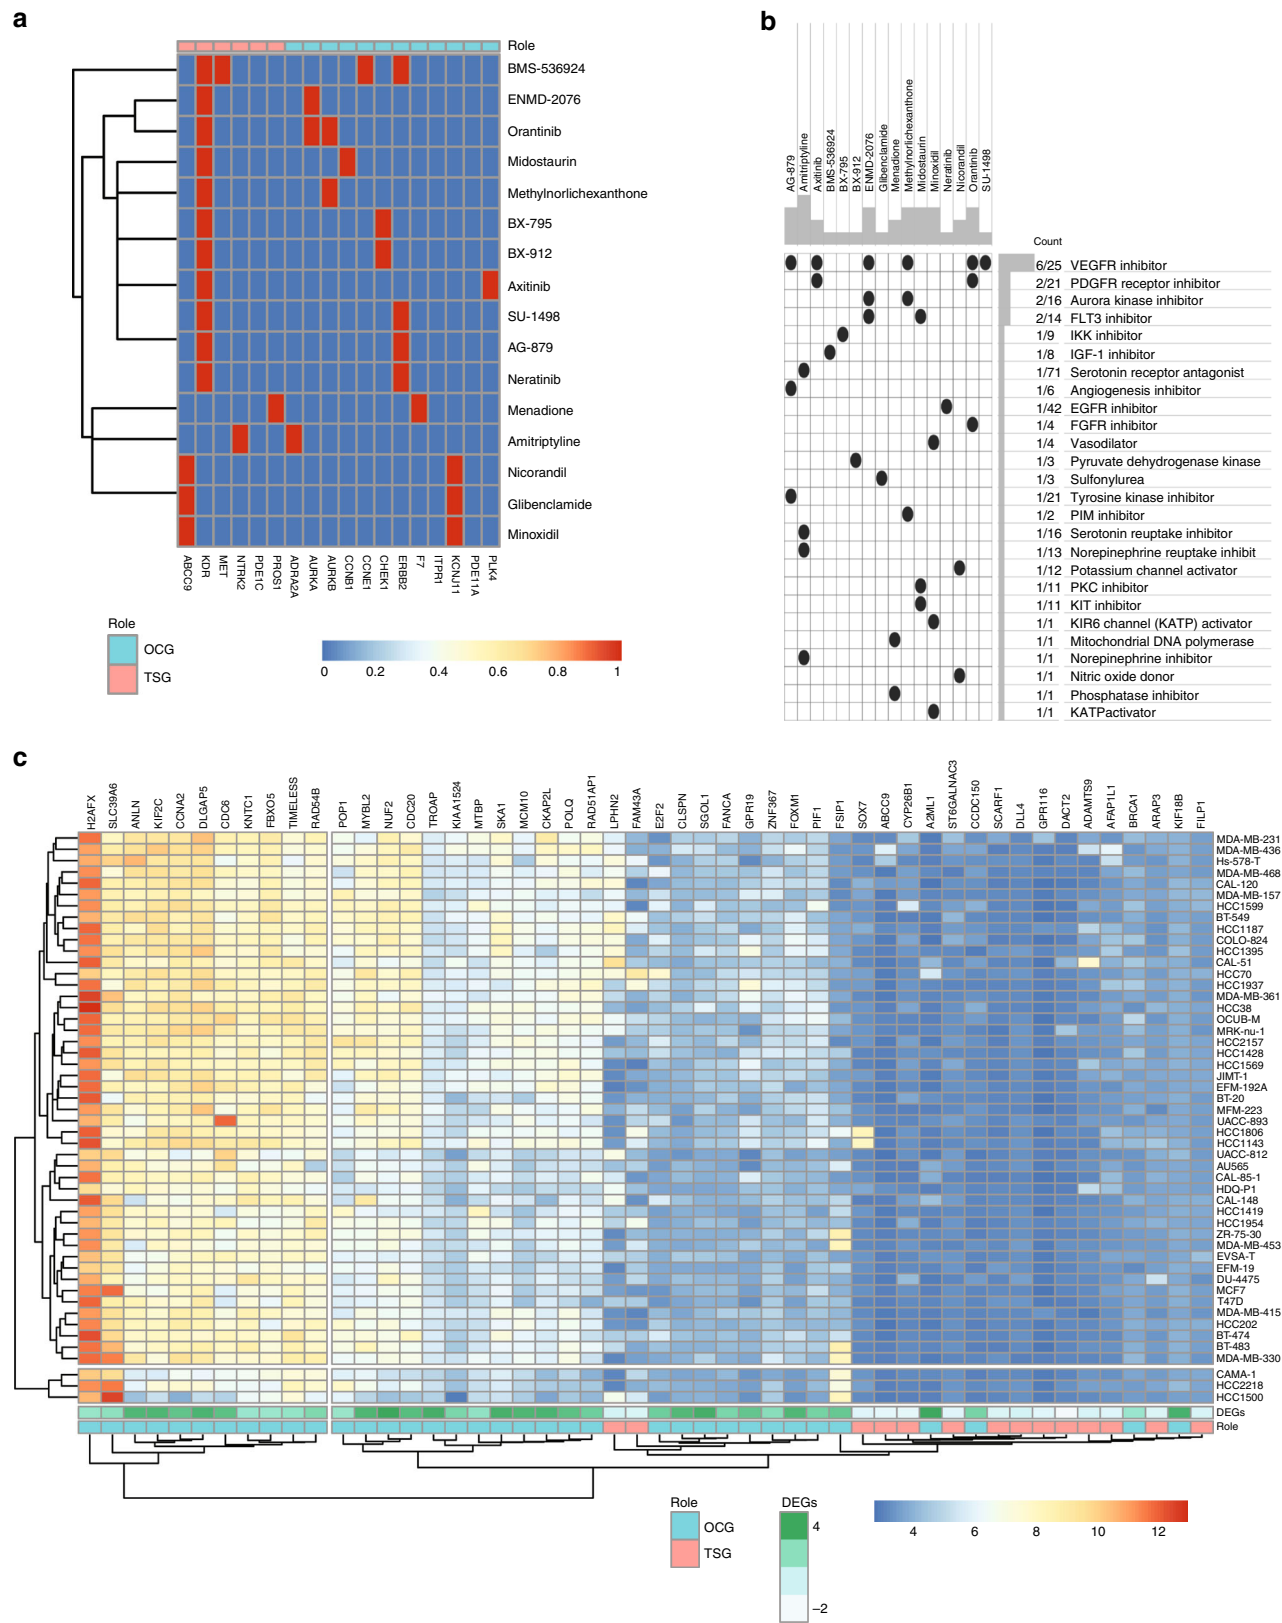 a
Role
BMS-536924
ENMD-2076
Orantinib
Midostaurin
Methylnorlichexanthone
BX-795
BX-912
Axitinib
SU-1498
AG-879
Neratinib
Menadione
Amitriptyline
Nicorandil
Glibenclamide
Minoxidil
ABCC9
KDR
MET
NTRK2
PDE1C
PROS1
ADRA2A
AURKA
AURKB
CCNB1
CCNE1
CHEK1
ERBB2
F7
ITPR1
KCNJ11
PDE11A
PLK4
Role
OCG
TSG
0 0.2 0.4 0.6 0.8 1
b
AG-879
Amitriptyline
Axitinib
BMS-536924
BX-795
BX-912
ENMD-2076
Glibenclamide
Menadione
Methylnorlichexanthone
Midostaurin
Minoxidil
Neratinib
Nicorandil
Orantinib
SU-1498
Count
6/25 VEGFR inhibitor
2/21 PDGFR receptor inhibitor
2/16 Aurora kinase inhibitor
2/14 FLT3 inhibitor
1/9 IKK inhibitor
1/8 IGF-1 inhibitor
1/71 Serotonin receptor antagonist
1/6 Angiogenesis inhibitor
1/42 EGFR inhibitor
1/4 FGFR inhibitor
1/4 Vasodilator
1/3 Pyruvate dehydrogenase kinase
1/3 Sulfonylurea
1/21 Tyrosine kinase inhibitor
1/2 PIM inhibitor
1/16 Serotonin reuptake inhibitor
1/13 Norepinephrine reuptake inhibit
1/12 Potassium channel activator
1/11 PKC inhibitor
1/11 KIT inhibitor
1/1 KIR6 channel (KATP) activator
1/1 Mitochondrial DNA polymerase
1/1 Norepinephrine inhibitor
1/1 Nitric oxide donor
1/1 Phosphatase inhibitor
1/1 KATPactivator
c
H2AFX
SLC39A6
ANLN
KIF2C
CCNA2
DLGAP5
CDC6
KNTC1
FBXO5
TIMELESS
RAD54B
POP1
MYBL2
NUF2
CDC20
TROAP
KIA1524
MTBP
SKA1
MCM10
CKAP2L
POLQ
RAD51AP1
LPHN2
FAM43A
E2F2
CLSPN
SGOL1
FANCA
GPR19
ZNF367
FOXM1
PIF1
FSIP1
SOX7
ABCC9
CYP26B1
A2ML1
ST6GALNAC3
CCDC150
SCARF1
DLL4
GPR116
DACT2
ADAMTS9
AFAP1L1
BRCA1
ARAP3
KIF18B
FILP1
MDA-MB-231
MDA-MB-436
Hs-578-T
MDA-MB-468
CAL-120
MDA-MB-157
HCC1599
BT-549
HCC1187
COLO-824
HCC1395
CAL-51
HCC70
HCC1937
MDA-MB-361
HCC38
OCUB-M
MRK-nu-1
HCC2157
HCC1428
HCC1569
JIMT-1
EFM-192A
BT-20
MFM-223
UACC-893
HCC1806
HCC1143
UACC-812
AU565
CAL-85-1
HDQ-P1
CAL-148
HCC1419
HCC1954
ZR-75-30
MDA-MB-453
EVSA-T
EFM-19
DU-4475
MCF7
T47D
MDA-MB-415
HCC202
BT-474
BT-483
MDA-MB-330
CAMA-1
HCC2218
HCC1500
DEGs
Role
Role
OCG
TSG
DEGs
4
−2
4 6 8 10 12